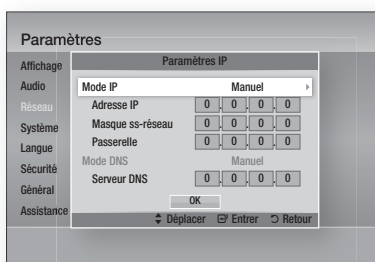 Paramètres
Affichage
Audio
Réseau
Système
Langue
Sécurité
Général
Assistance
Paramètres IP
Mode IP Manuel
Adresse IP 0 . 0 . 0 . 0
Masque ss-réseau 0 . 0 . 0 . 0
Passerelle 0 . 0 . 0 . 0
Mode DNS Manuel
Serveur DNS 0 . 0 . 0 . 0
OK
Déplacer Entrer Retour